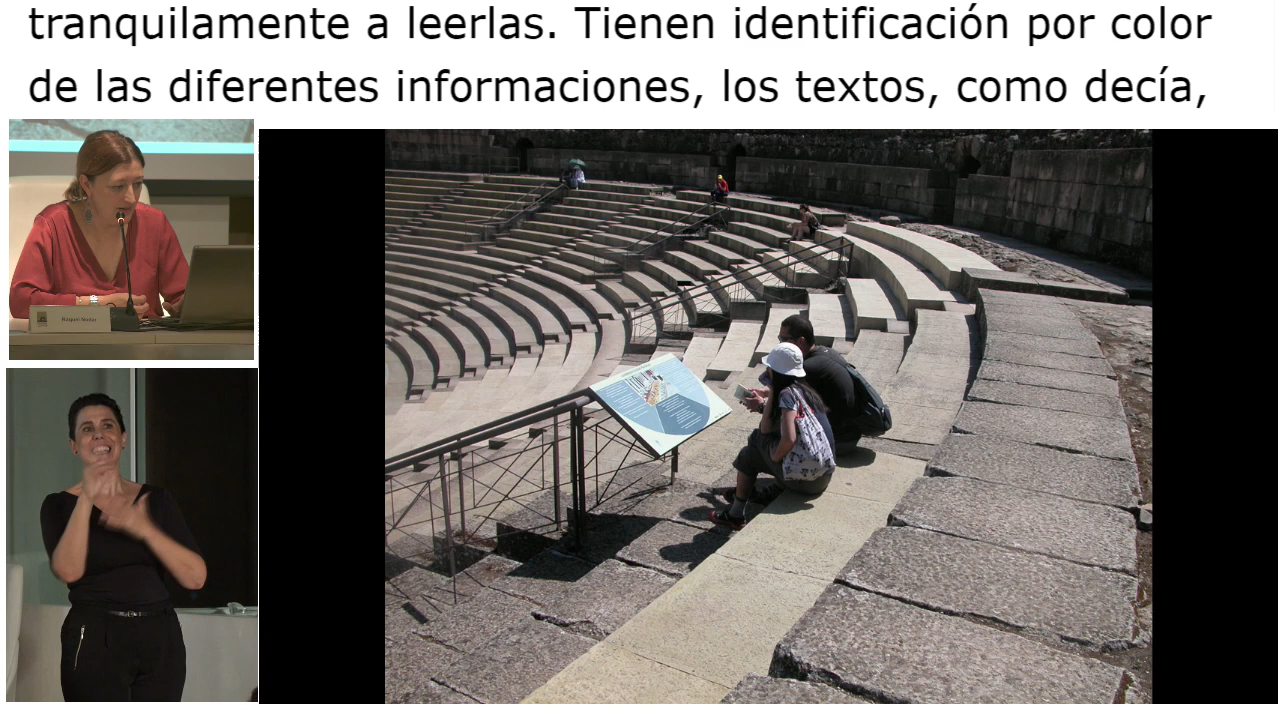 tranquilamente a leerlas. Tienen identificación por color
de las diferentes informaciones, los textos, como decía,